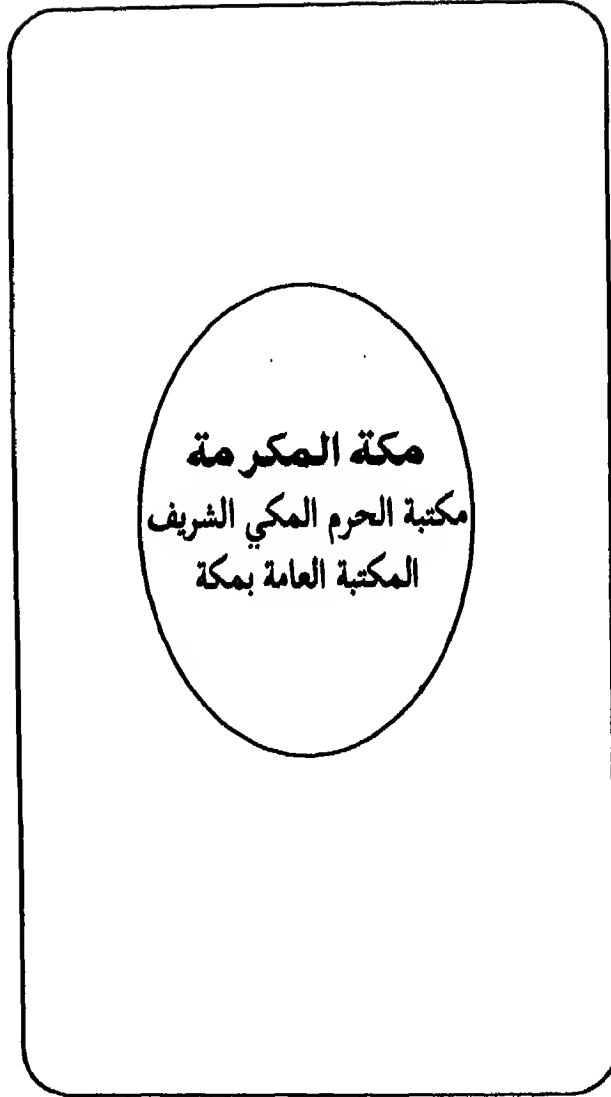 مكة المكرمة
مكتبة الحرم المكي الشريف
المكتبة العامة بمكة